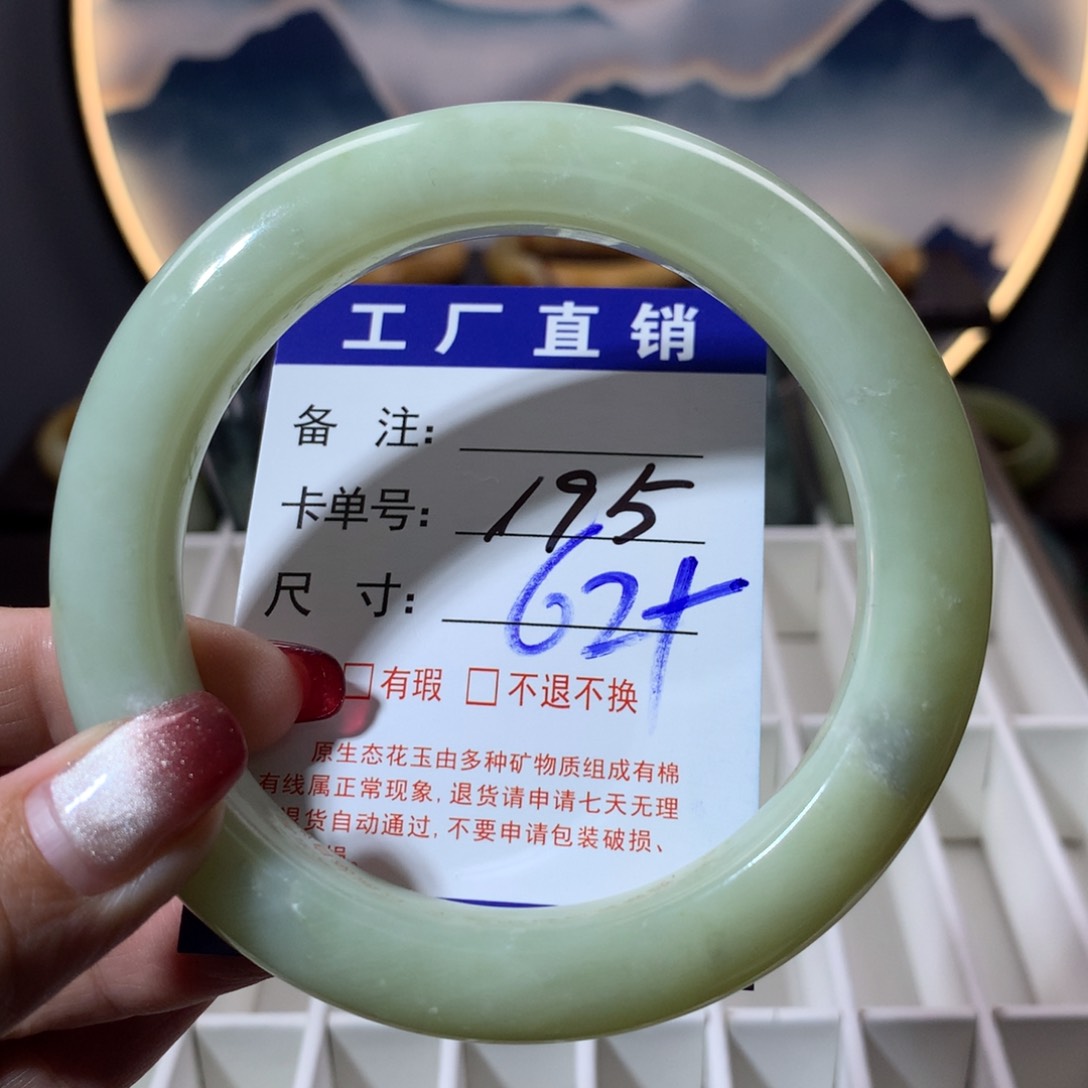 工厂直销
备 注:
卡单号: 195
尺 寸: 62+
有瑕 不退不换
原生态花玉由多种矿物质组成有棉
有线属正常现象,退货请申请七天无理
退货自动通过,不要申请包装破损、